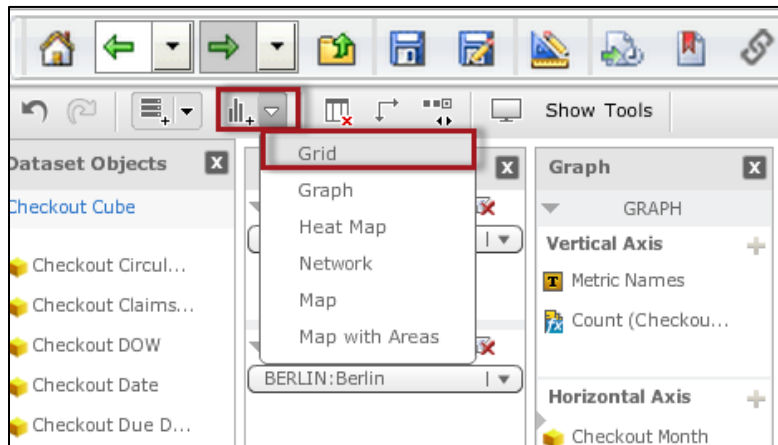 Show Tools
Dataset Objects
Checkout Cube
Checkout Circul...
Checkout Claims...
Checkout DOW
Checkout Date
Checkout Due D...
Grid
Graph
Heat Map
Network
Map
Map with Areas
BERLIN:Berlin
Graph
GRAPH
Vertical Axis
Metric Names
Count (Checkou...
Horizontal Axis
Checkout Month